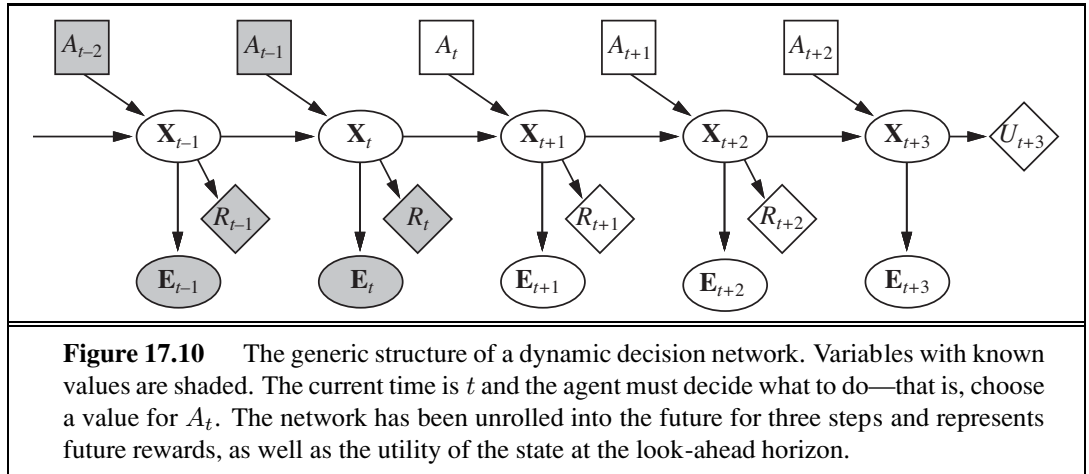 A_{t–2} A_{t–1} A_t A_{t+1} A_{t+2}
X_{t–1} X_t X_{t+1} X_{t+2} X_{t+3} U_{t+3}
R_{t–1} R_t R_{t+1} R_{t+2}
E_{t–1} E_t E_{t+1} E_{t+2} E_{t+3}
Figure 17.10 The generic structure of a dynamic decision network. Variables with known
values are shaded. The current time is t and the agent must decide what to do—that is, choose
a value for A_t. The network has been unrolled into the future for three steps and represents
future rewards, as well as the utility of the state at the look-ahead horizon.